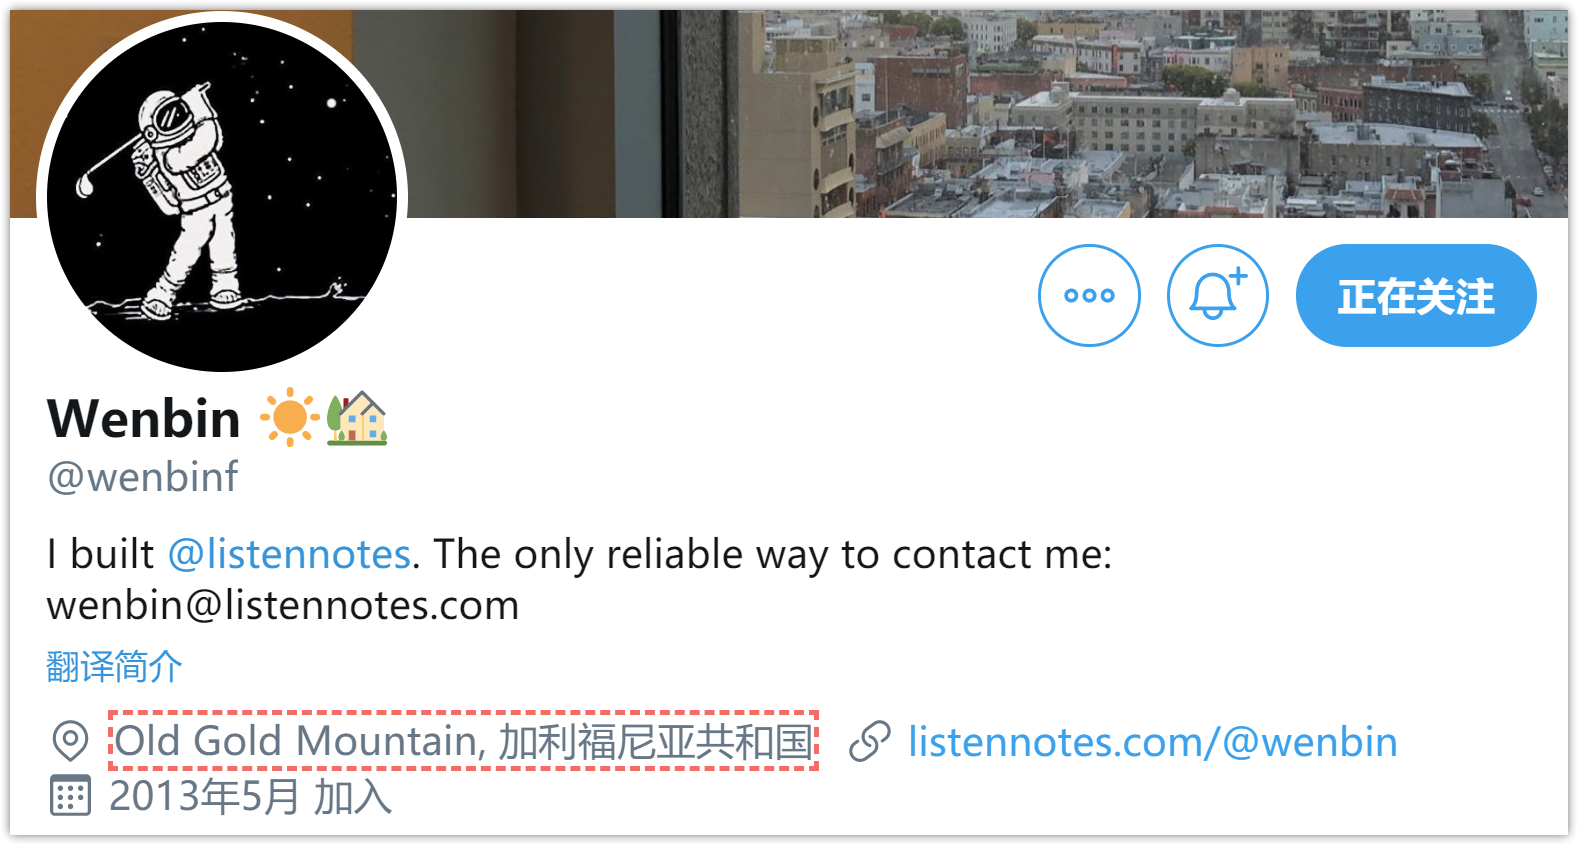 正在关注
Wenbin
@wenbinf
I built @listennotes. The only reliable way to contact me:
wenbin@listennotes.com
翻译简介
Old Gold Mountain, 加利福尼亚共和国 listennotes.com/@wenbin
2013年5月 加入